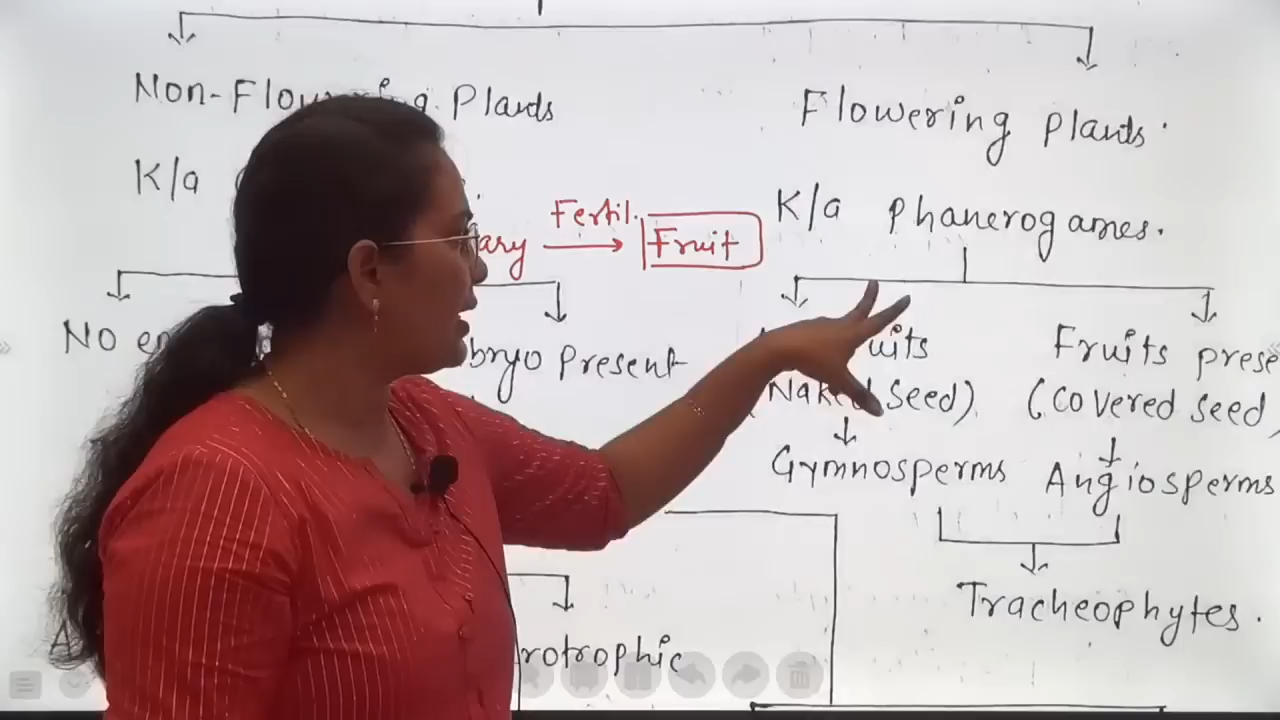 Non-Flowering Plants
Flowering plants.
K/a
K/a Phanerogames.
Fertil.
ary → Fruit
No
bryo present
uits
(Naked Seed)
Fruits prese
(Covered seed
Gymnosperms
Angiosperms
Tracheophytes.
rotrophic